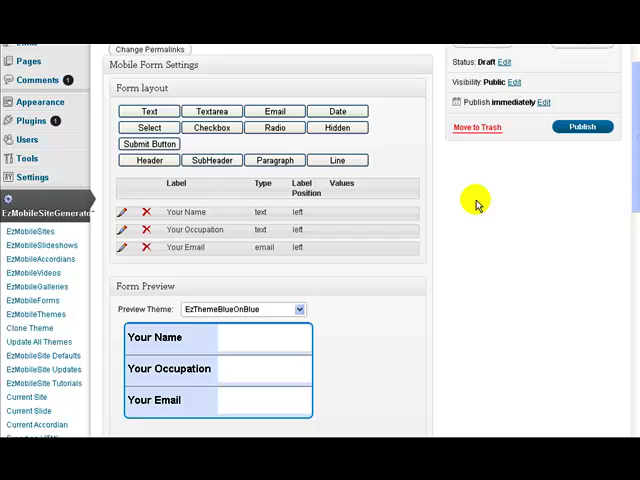 Change Permalinks
Mobile Form Settings
Form layout
Text Textarea Email Date
Select Checkbox Radio Hidden
Submit Button
Header SubHeader Paragraph Line
Label Type Label Position Values
Your Name text left
Your Occupation text left
Your Email email left
Form Preview
Preview Theme: EzThemeBlueOnBlue
Your Name
Your Occupation
Your Email
Status: Draft Edit
Visibility: Public Edit
Publish immediately Edit
Move to Trash Publish
Pages
Comments 1
Appearance
Plugins 1
Users
Tools
Settings
EzMobileSiteGenerator
EzMobileSites
EzMobileSlideshows
EzMobileAccordians
EzMobileVideos
EzMobileGalleries
EzMobileForms
EzMobileThemes
Clone Theme
Update All Themes
EzMobileSite Defaults
EzMobileSite Updates
EzMobileSite Tutorials
Current Site
Current Slide
Current Accordian